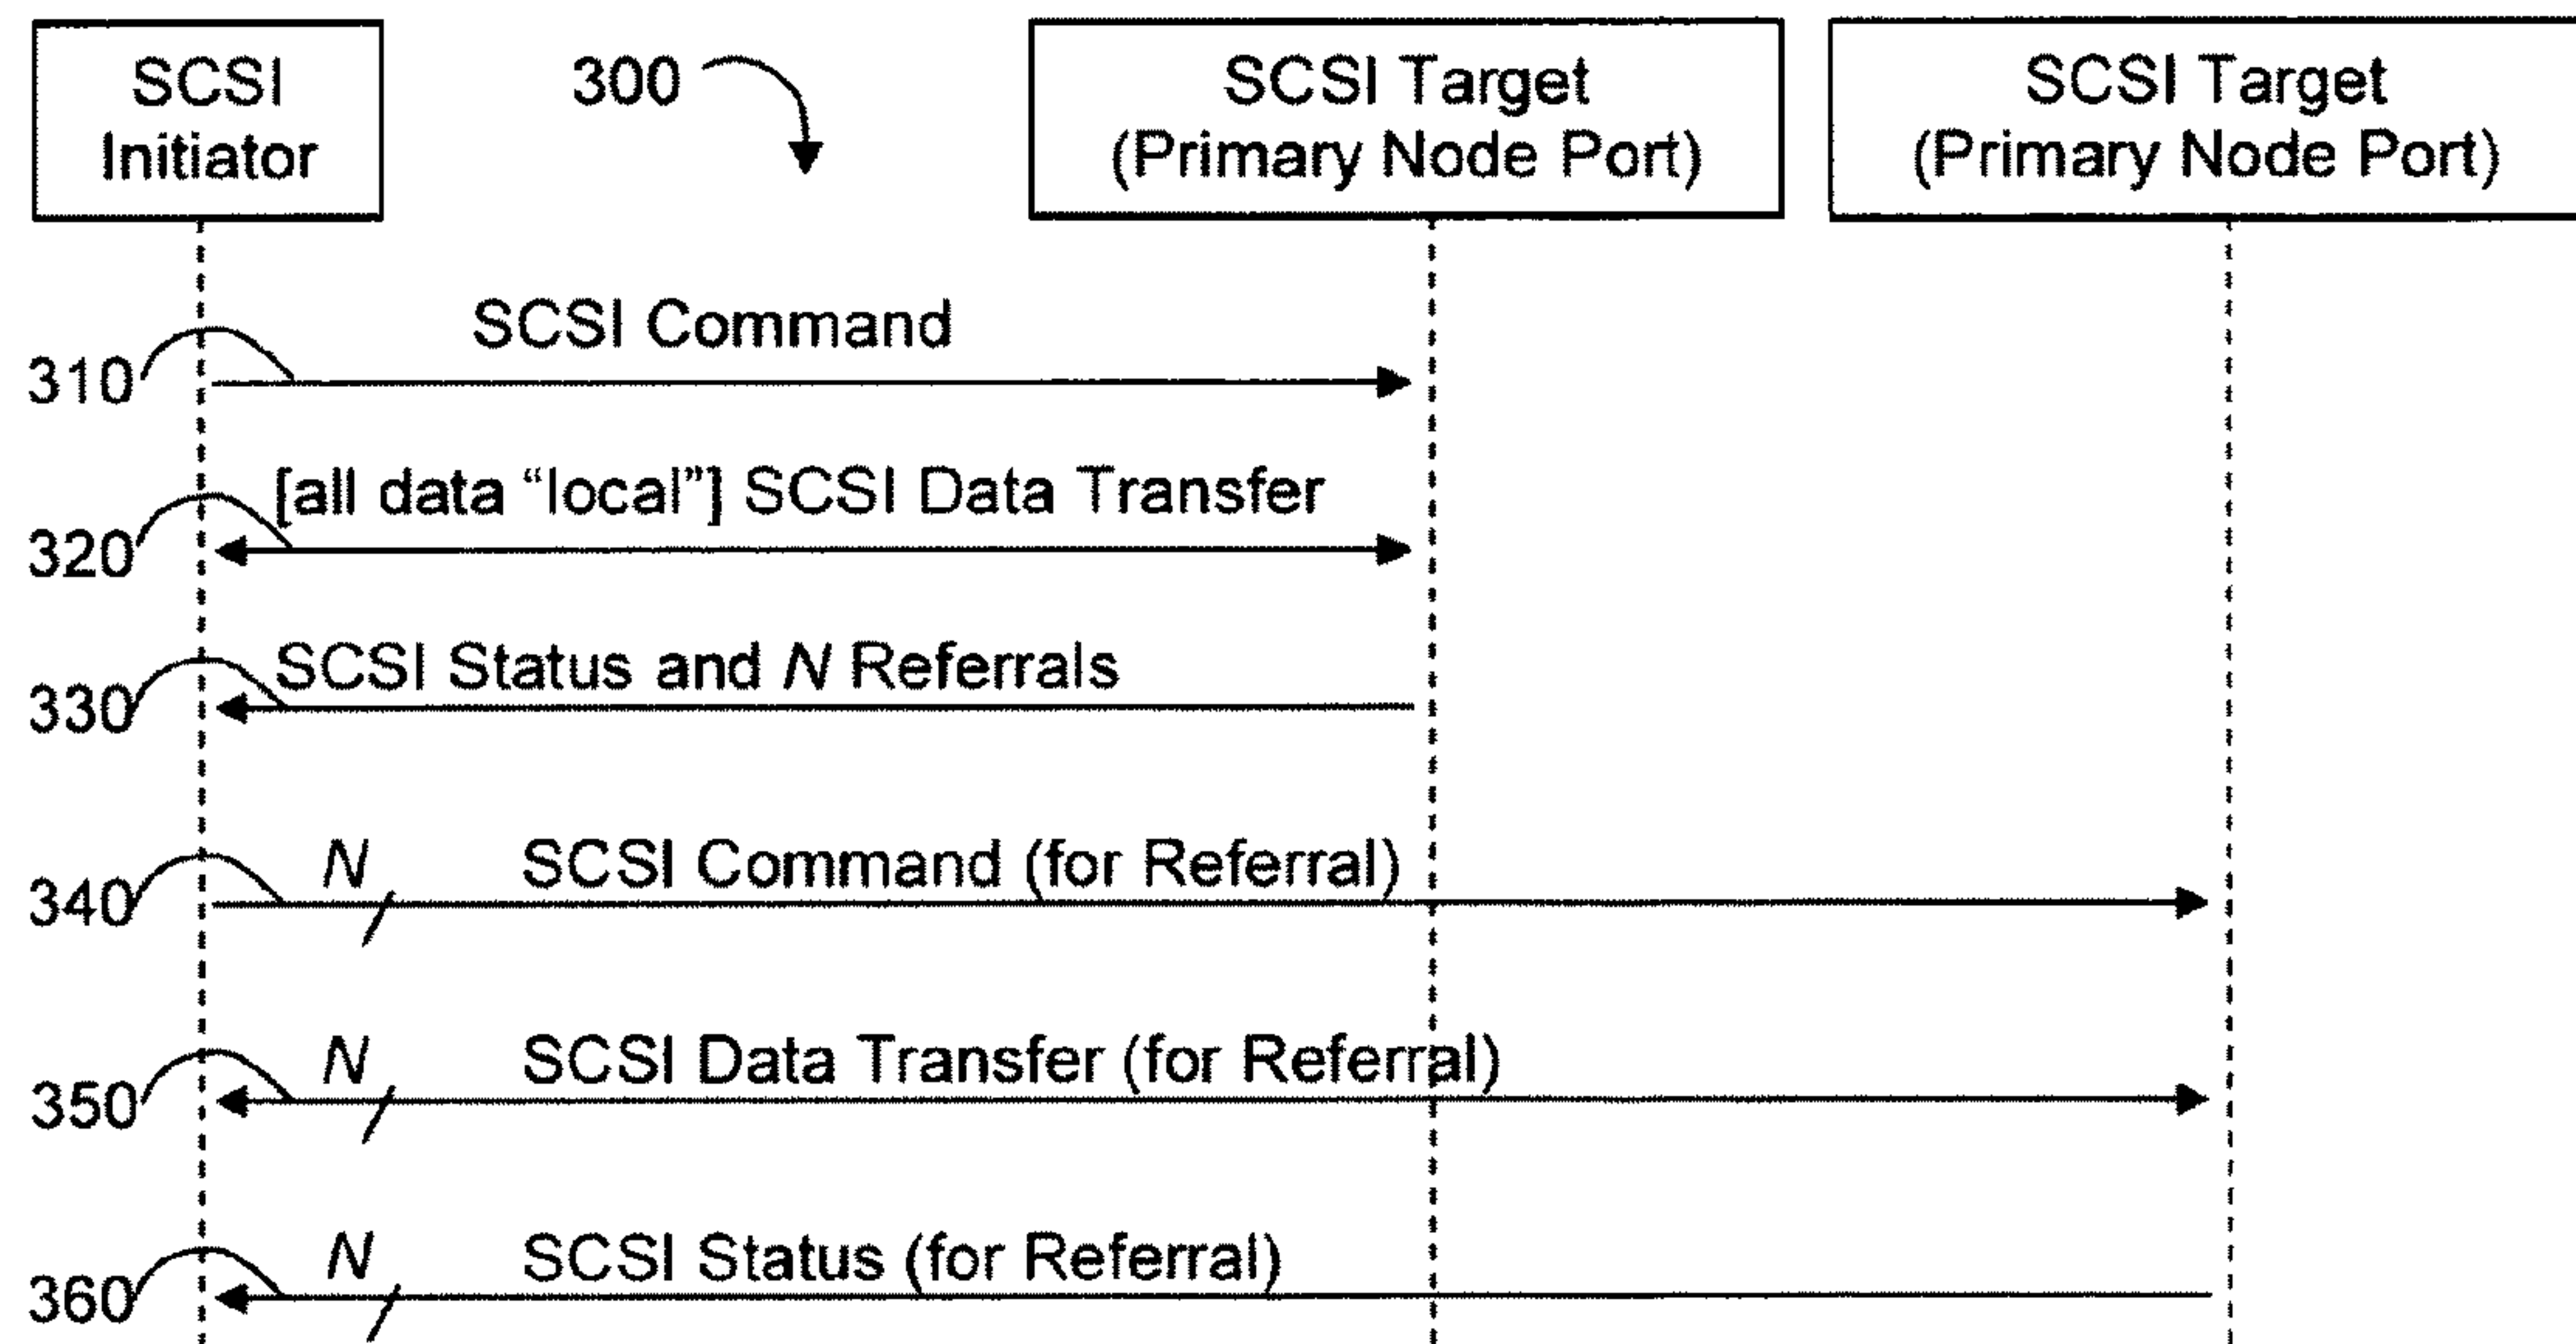 SCSI
Initiator
300
SCSI Target
(Primary Node Port)
SCSI Target
(Primary Node Port)
SCSI Command
310
[all data “local”] SCSI Data Transfer
320
SCSI Status and N Referrals
330
N SCSI Command (for Referral)
340
N SCSI Data Transfer (for Referral)
350
N SCSI Status (for Referral)
360